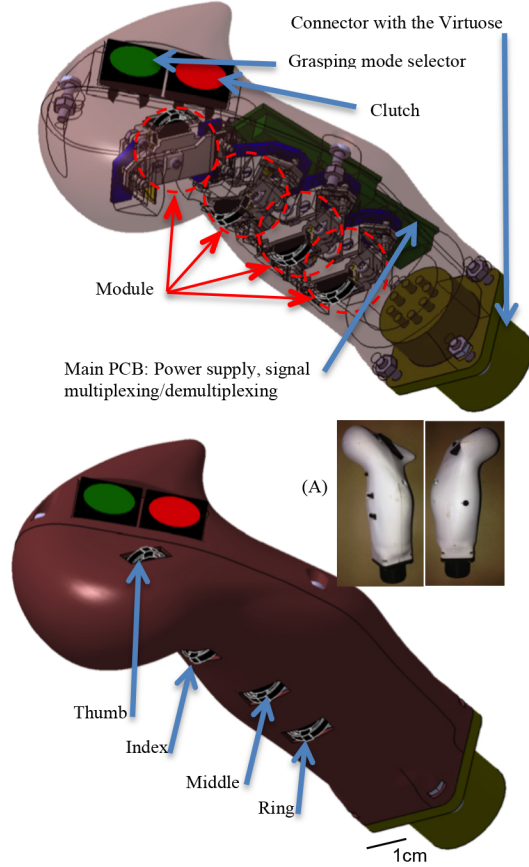 Connector with the Virtuose
Grasping mode selector
Clutch
Module
Main PCB: Power supply, signal
multiplexing/demultiplexing
(A)
Thumb
Index
Middle
Ring
1cm